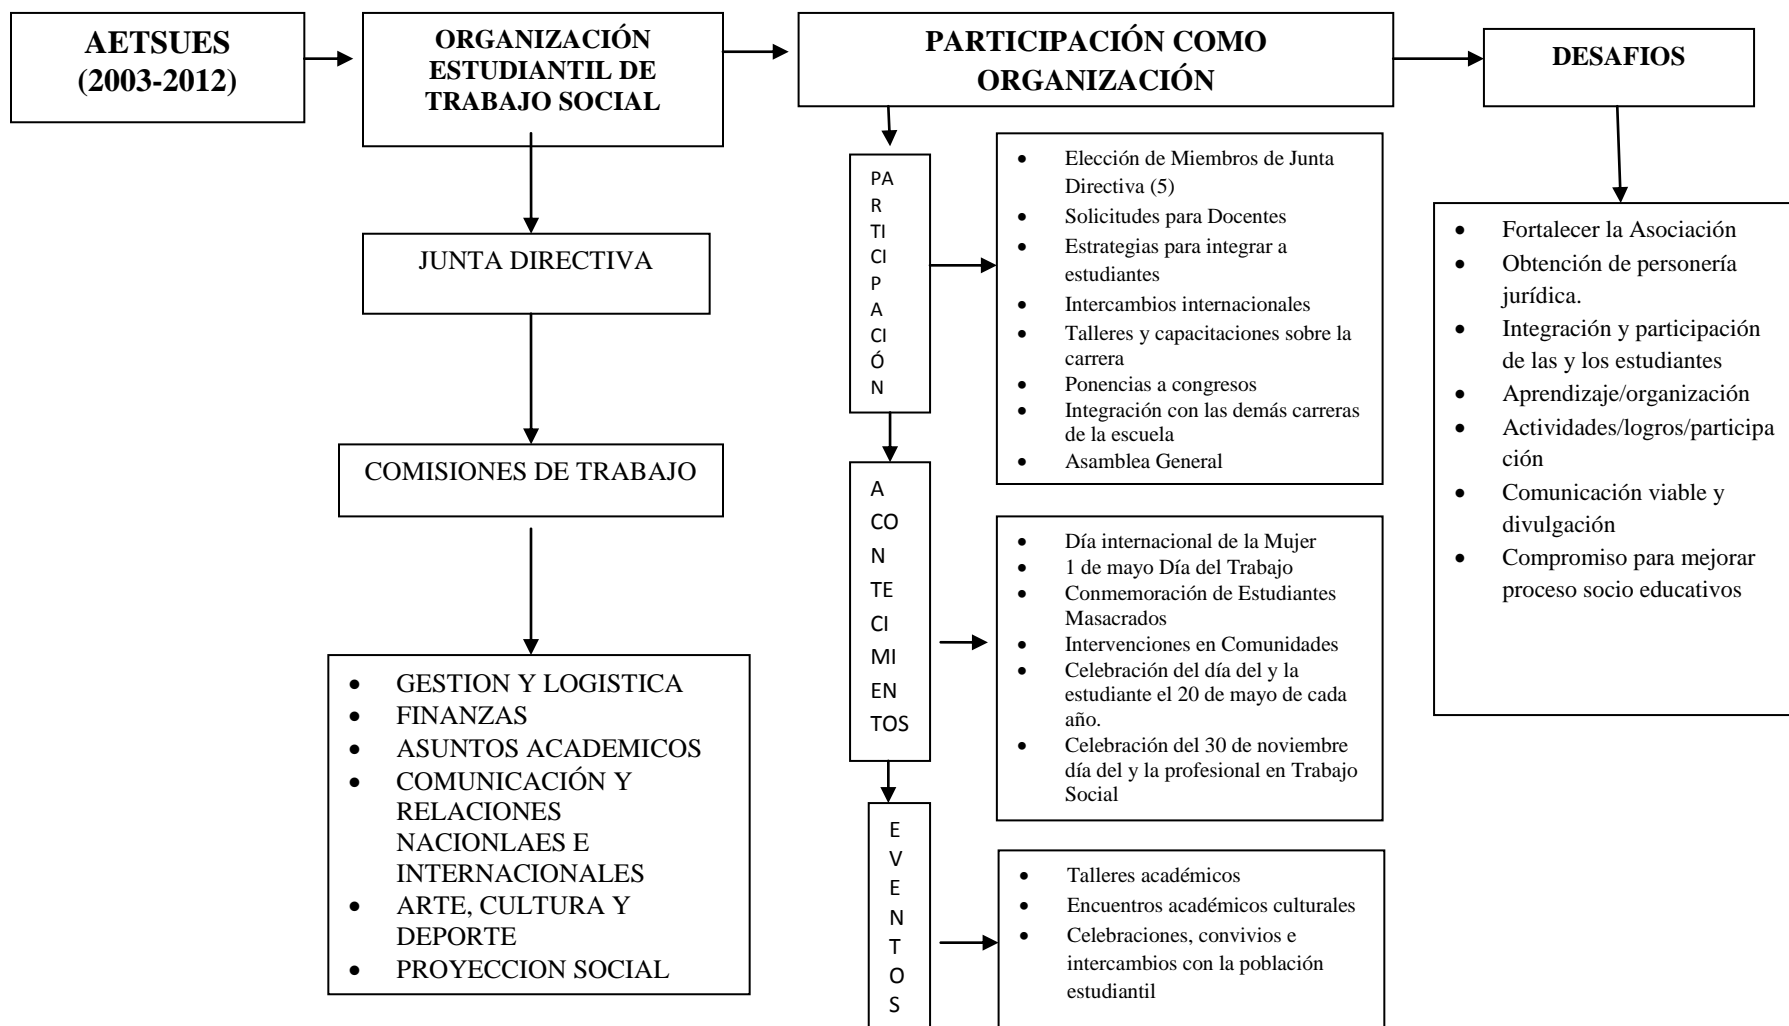 AETSUES
(2003-2012)
ORGANIZACIÓN
ESTUDIANTIL DE
TRABAJO SOCIAL
PARTICIPACIÓN COMO
ORGANIZACIÓN
DESAFIOS
JUNTA DIRECTIVA
COMISIONES DE TRABAJO
• GESTION Y LOGISTICA
• FINANZAS
• ASUNTOS ACADEMICOS
• COMUNICACIÓN Y
RELACIONES
NACIONLAES E
INTERNACIONALES
• ARTE, CULTURA Y
DEPORTE
• PROYECCION SOCIAL
PA
R
TI
CI
P
A
CI
Ó
N
• Elección de Miembros de Junta
Directiva (5)
• Solicitudes para Docentes
• Estrategias para integrar a
estudiantes
• Intercambios internacionales
• Talleres y capacitaciones sobre la
carrera
• Ponencias a congresos
• Integración con las demás carreras
de la escuela
• Asamblea General
A
CO
N
TE
CI
MI
EN
TOS
• Día internacional de la Mujer
• 1 de mayo Día del Trabajo
• Conmemoración de Estudiantes
Masacrados
• Intervenciones en Comunidades
• Celebración del día del y la
estudiante el 20 de mayo de cada
año.
• Celebración del 30 de noviembre
día del y la profesional en Trabajo
Social
E
V
E
N
T
O
S
• Talleres académicos
• Encuentros académicos culturales
• Celebraciones, convivios e
intercambios con la población
estudiantil
• Fortalecer la Asociación
• Obtención de personería
jurídica.
• Integración y participación
de las y los estudiantes
• Aprendizaje/organización
• Actividades/logros/participa
ción
• Comunicación viable y
divulgación
• Compromiso para mejorar
proceso socio educativos